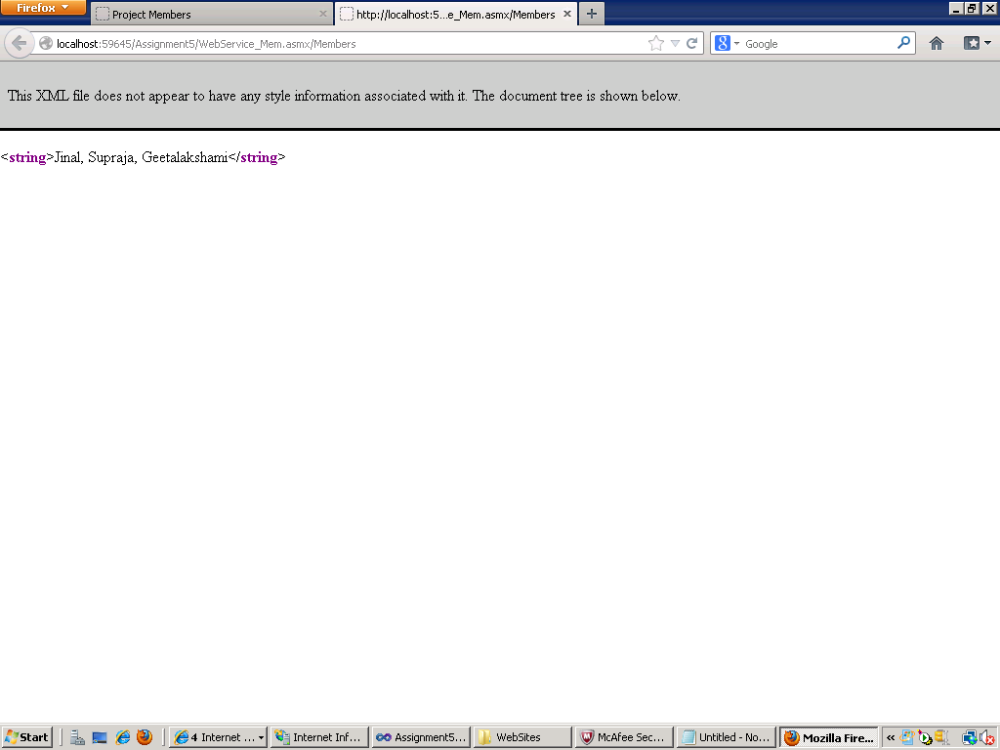 Firefox
Project Members
http://localhost:5...e_Mem.asmx/Members
localhost:59645/Assignment5/WebService_Mem.asmx/Members
Google
This XML file does not appear to have any style information associated with it. The document tree is shown below.
<string>Jinal, Supraja, Geetalakshami</string>
Start
4 Internet ...
Internet Inf...
Assignment5...
WebSites
McAfee Sec...
Untitled - No...
Mozilla Fire...